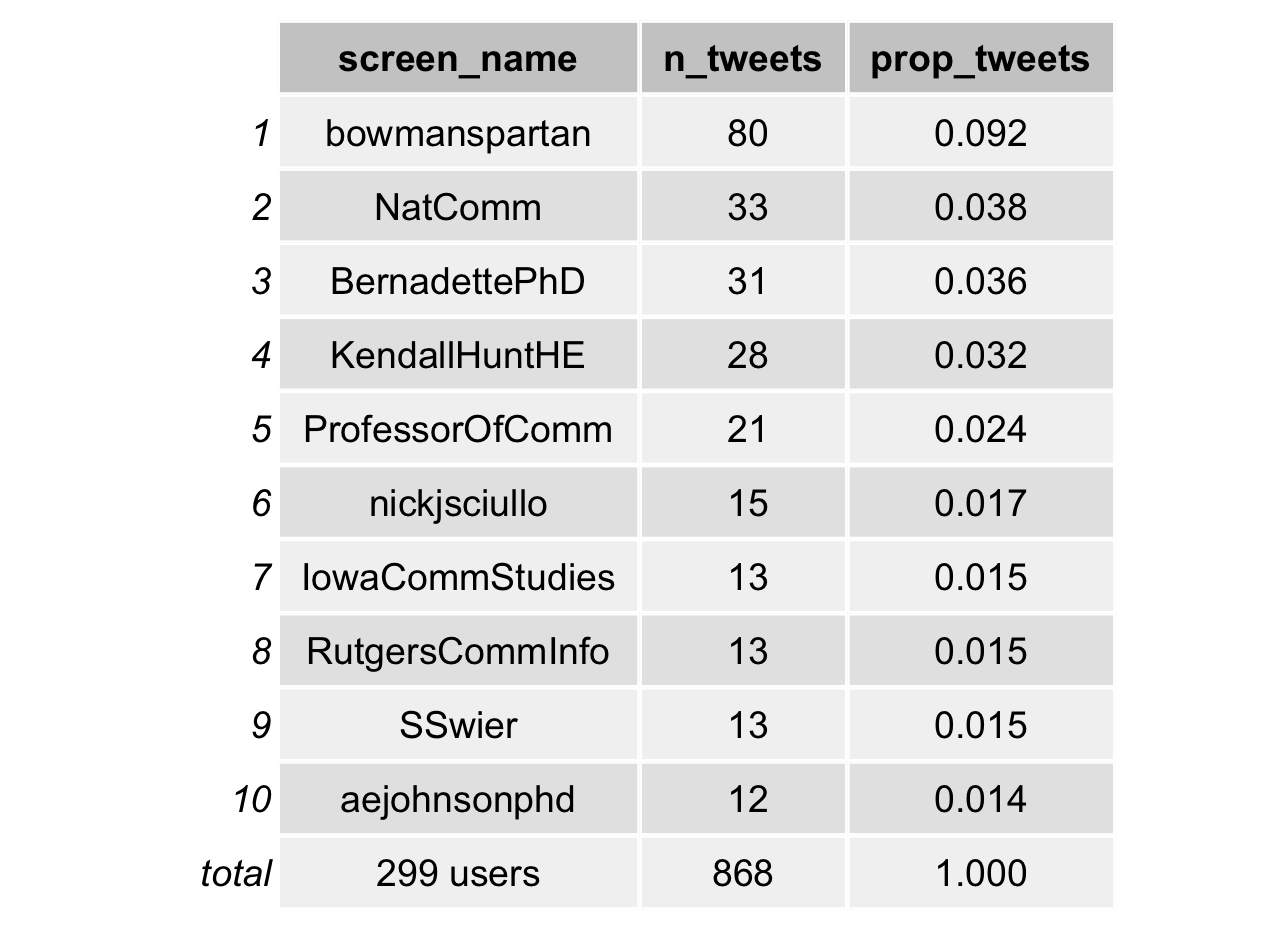 screen_name n_tweets prop_tweets
1 bowmanspartan 80 0.092
2 NatComm 33 0.038
3 BernadettePhD 31 0.036
4 KendallHuntHE 28 0.032
5 ProfessorOfComm 21 0.024
6 nickjsciullo 15 0.017
7 IowaCommStudies 13 0.015
8 RutgersCommInfo 13 0.015
9 SSwier 13 0.015
10 aejohnsonphd 12 0.014
total 299 users 868 1.000